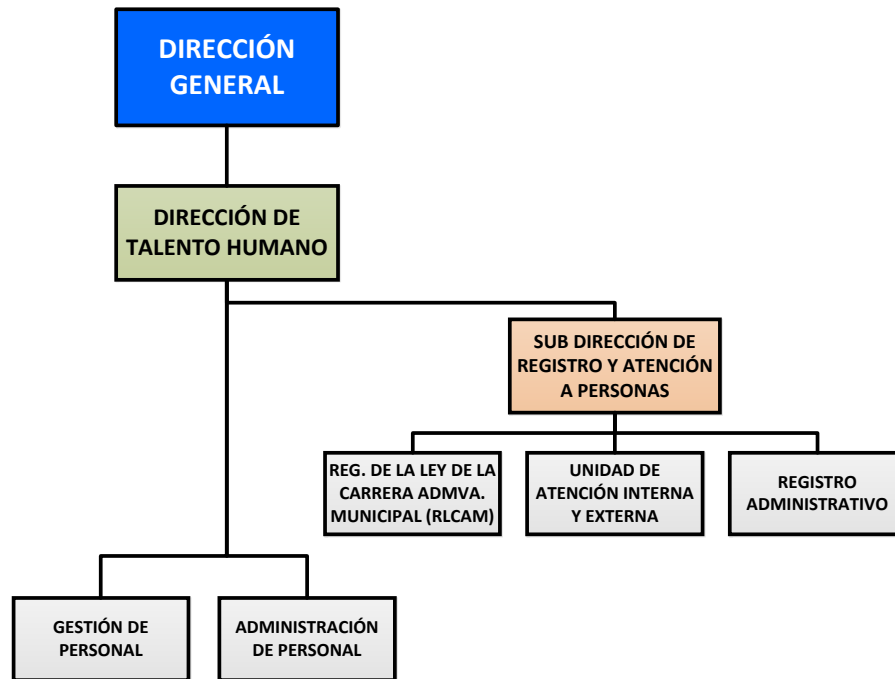 DIRECCIÓN
GENERAL
DIRECCIÓN DE
TALENTO HUMANO
SUB DIRECCIÓN DE
REGISTRO Y ATENCIÓN
A PERSONAS
REG. DE LA LEY DE LA
CARRERA ADMVA.
MUNICIPAL (RLCAM)
UNIDAD DE
ATENCIÓN INTERNA
Y EXTERNA
REGISTRO
ADMINISTRATIVO
GESTIÓN DE
PERSONAL
ADMINISTRACIÓN
DE PERSONAL